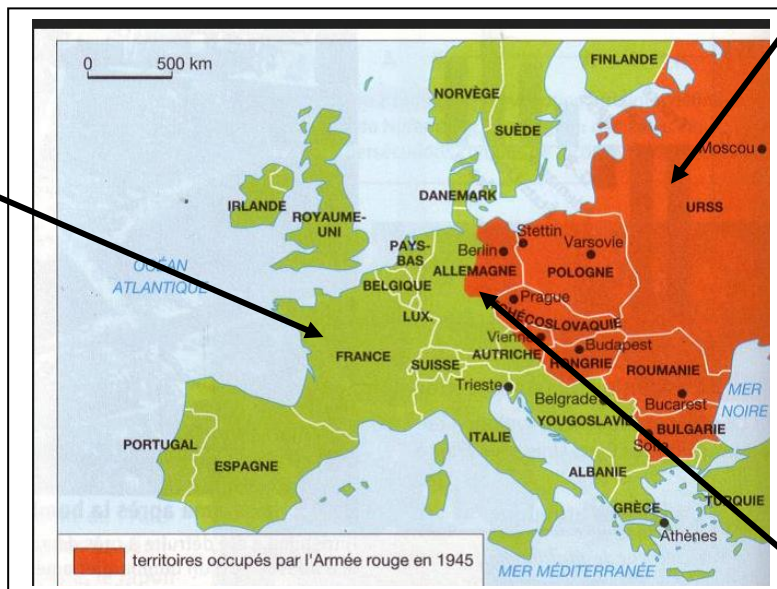 0 500 km
FINLANDE
NORVÈGE
SUÈDE
Moscou
DANEMARK
IRLANDE
ROYAUME-
UNI
URSS
PAYS-
BAS
Stettin
Berlin
Varsovie
OCÉAN
ATLANTIQUE
ALLEMAGNE
POLOGNE
BELGIQUE
Prague
LUX.
TCHÉCOSLOVAQUIE
Vienne
Budapest
FRANCE
SUISSE
AUTRICHE
HONGRIE
ROUMANIE
Trieste
MER
NOIRE
Belgrade
Bucarest
YOUGOSLAVIE
BULGARIE
PORTUGAL
ITALIE
Sofia
ESPAGNE
ALBANIE
GRÈCE
TURQUIE
Athènes
territoires occupés par l'Armée rouge en 1945
MER MÉDITERRANÉE